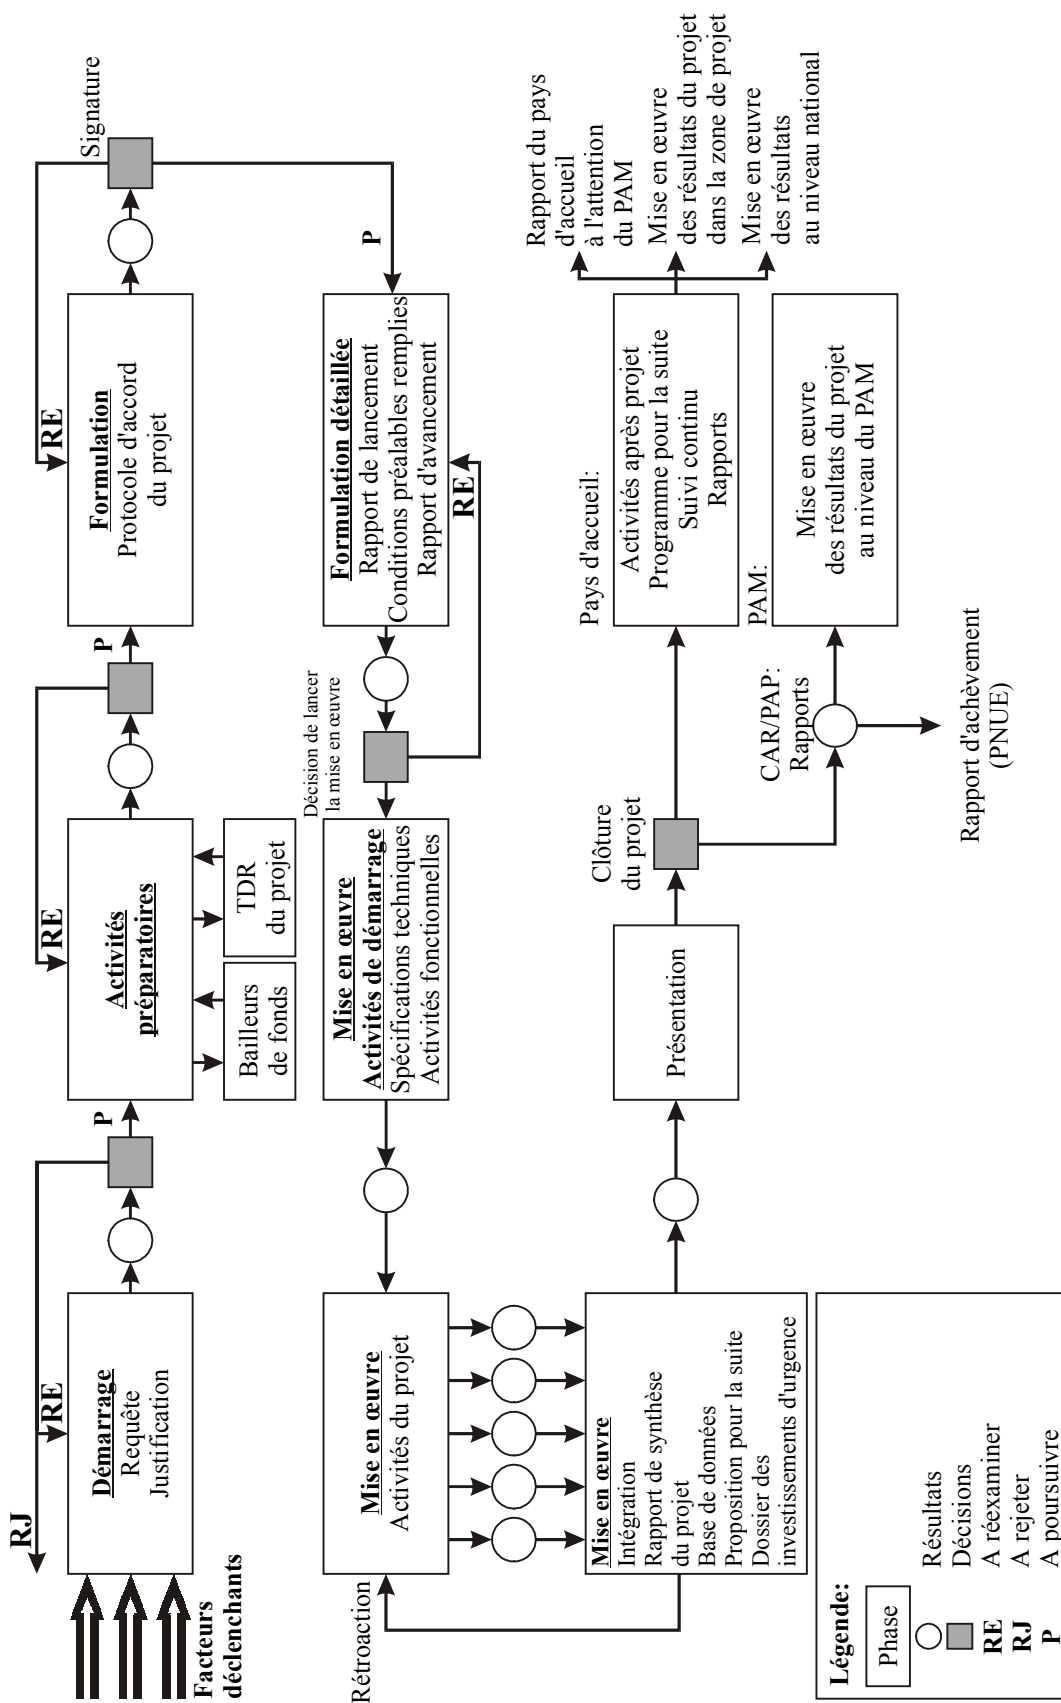 Facteurs
déclenchants
RJ
RE
Démarrage
Requête
Justification
P
RE
Activités
préparatoires
Bailleurs
de fonds
TDR
du projet
P
RE
Formulation
Protocole d'accord
du projet
Signature
P
Formulation détaillée
Rapport de lancement
Conditions préalables remplies
Rapport d'avancement
RE
Décision de lancer
la mise en œuvre
Mise en œuvre
Activités de démarrage
Spécifications techniques
Activités fonctionnelles
Mise en œuvre
Activités du projet
Rétroaction
Mise en œuvre
Intégration
Rapport de synthèse
du projet
Base de données
Proposition pour la suite
Dossier des
investissements d'urgence
Présentation
Clôture
du projet
Pays d'accueil:
Activités après projet
Programme pour la suite
Suivi continu
Rapports
Rapport du pays
d'accueil
à l'attention
du PAM
Mise en œuvre
des résultats du projet
dans la zone de projet
Mise en œuvre
des résultats
au niveau national
CAR/PAP:
Rapports
PAM:
Mise en œuvre
des résultats du projet
au niveau du PAM
Rapport d'achèvement
(PNUE)
Légende:
Phase
Résultats
Décisions
RE A réexaminer
RJ A rejeter
P A poursuivre